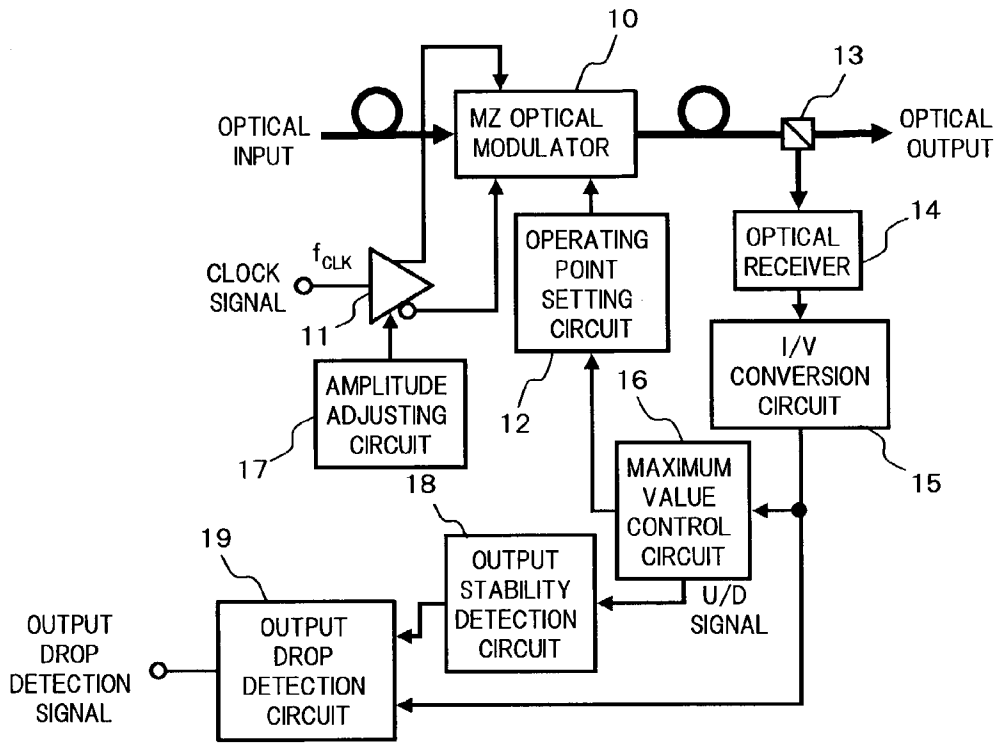 10
13
MZ OPTICAL
MODULATOR
OPTICAL
INPUT
OPTICAL
OUTPUT
14
OPTICAL
RECEIVER
OPERATING
POINT
SETTING
CIRCUIT
fCLK
CLOCK
SIGNAL
11
I/V
CONVERSION
CIRCUIT
12
16
15
AMPLITUDE
ADJUSTING
CIRCUIT
17
18
MAXIMUM
VALUE
CONTROL
CIRCUIT
19
OUTPUT
STABILITY
DETECTION
CIRCUIT
U/D
SIGNAL
OUTPUT
DROP
DETECTION
SIGNAL
OUTPUT
DROP
DETECTION
CIRCUIT